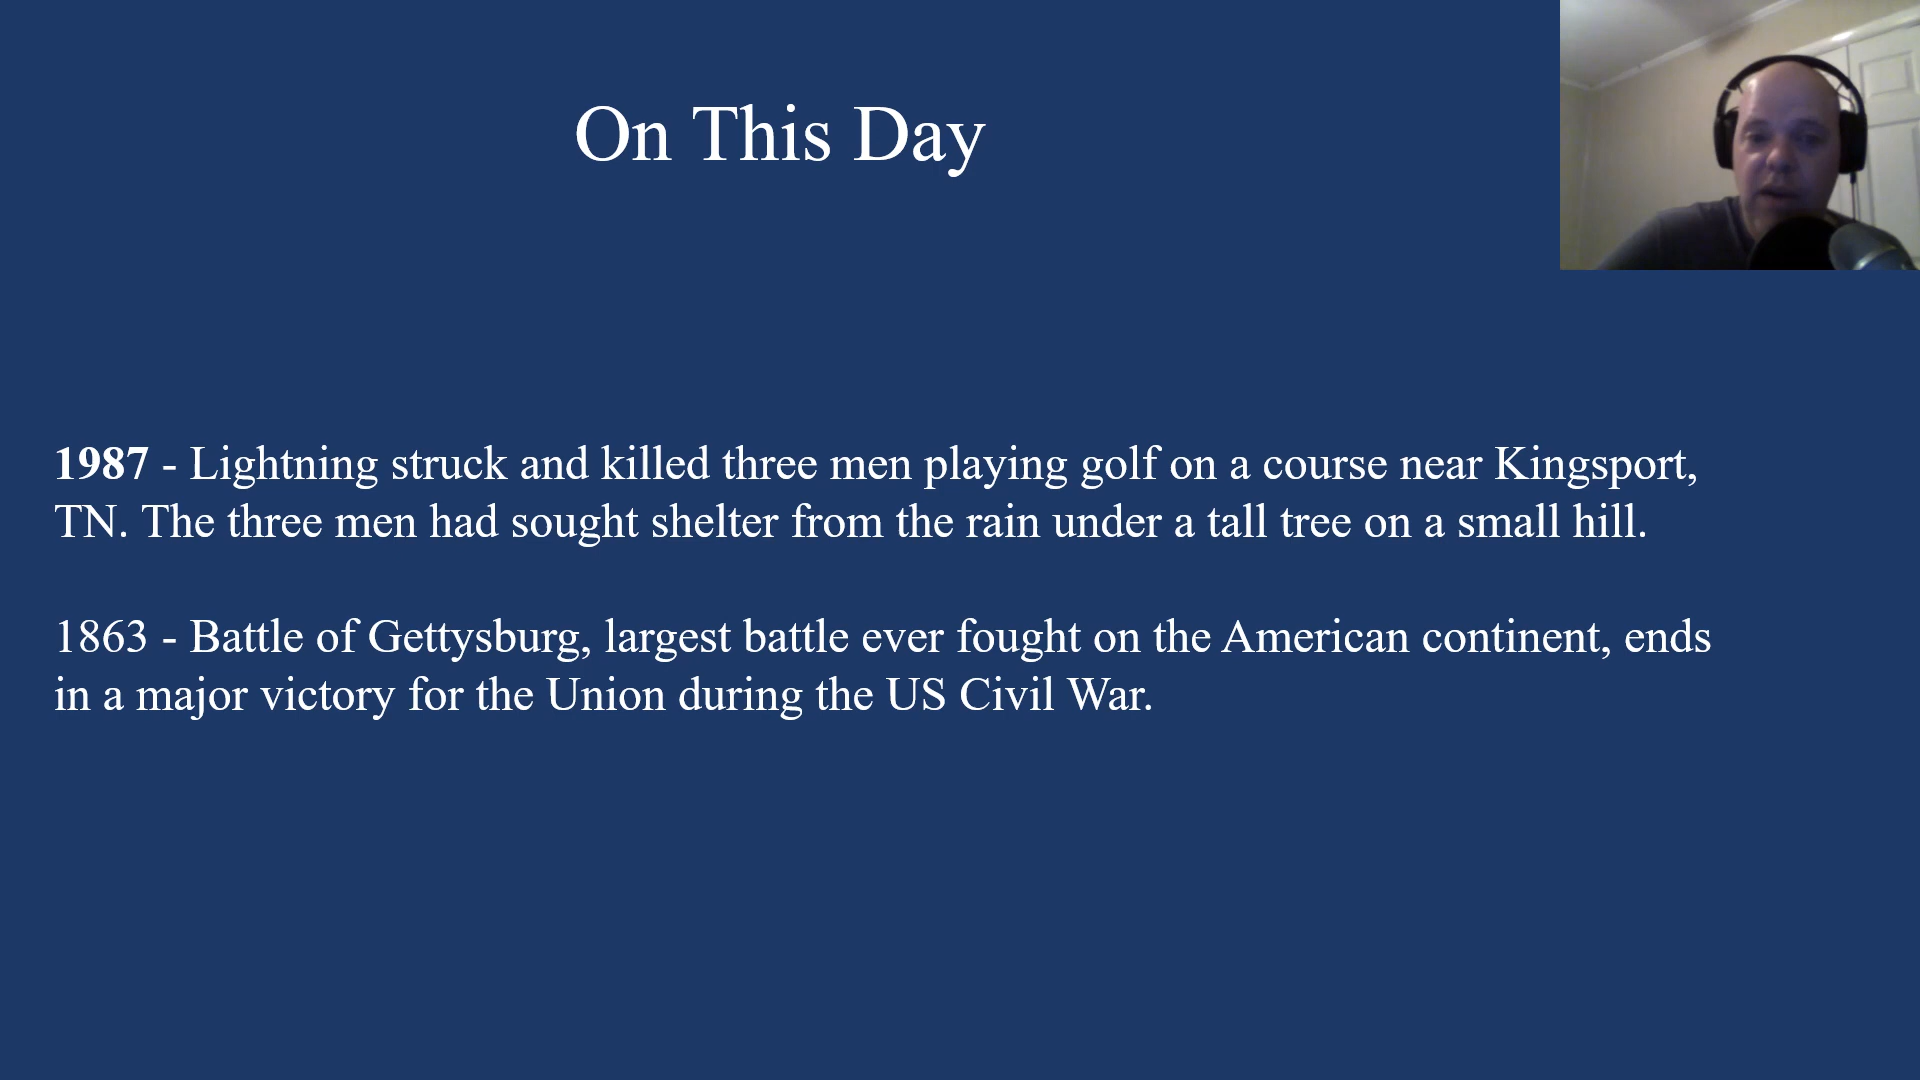 On This Day
1987 - Lightning struck and killed three men playing golf on a course near Kingsport,
TN. The three men had sought shelter from the rain under a tall tree on a small hill.
1863 - Battle of Gettysburg, largest battle ever fought on the American continent, ends
in a major victory for the Union during the US Civil War.